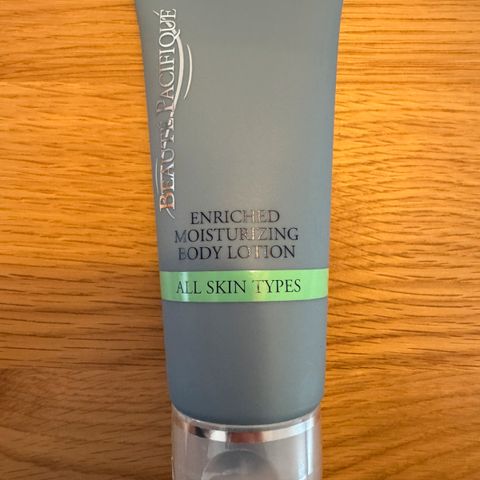 BEAUTÉ PACIFIQUE
ENRICHED
MOISTURIZING
BODY LOTION
ALL SKIN TYPES